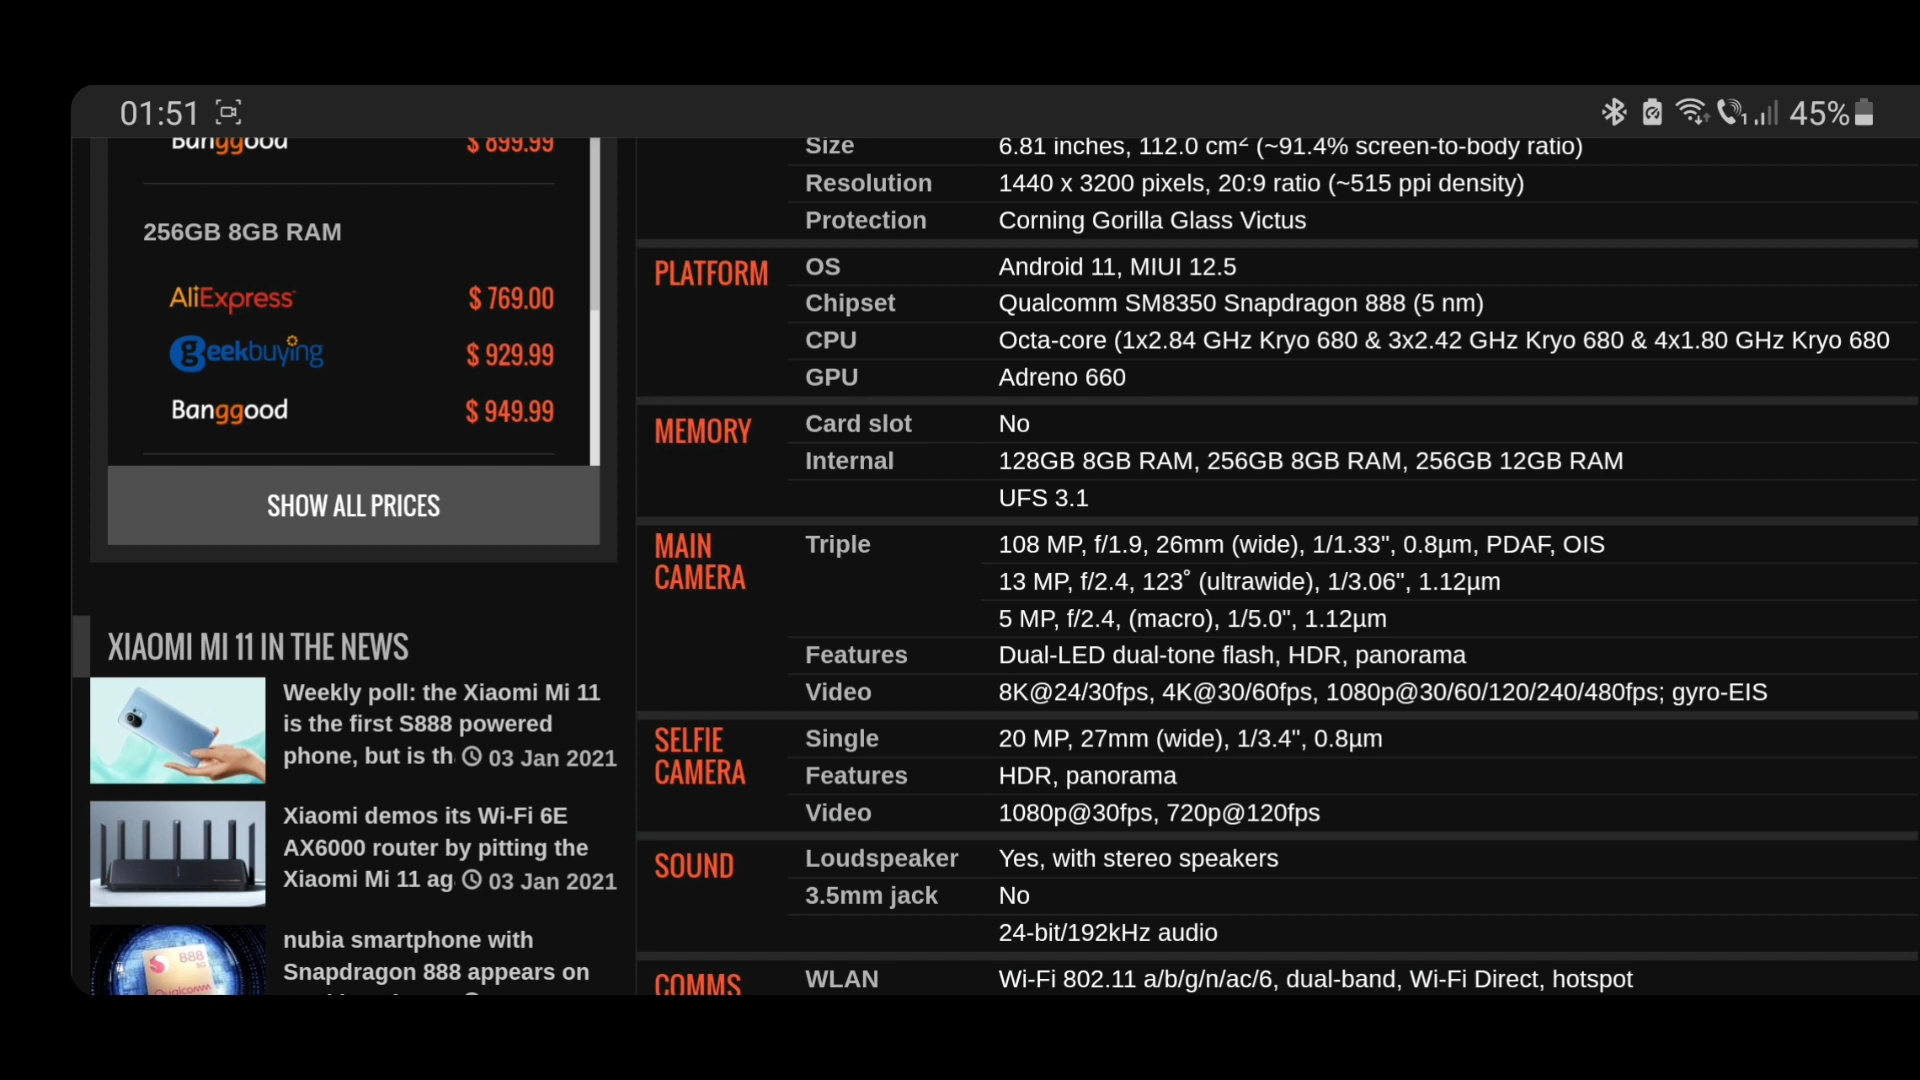 01:51
45%
Banggood $ 899.99
256GB 8GB RAM
AliExpress $ 769.00
geekbuying $ 929.99
Banggood $ 949.99
SHOW ALL PRICES
XIAOMI MI 11 IN THE NEWS
Weekly poll: the Xiaomi Mi 11
is the first S888 powered
phone, but is th 03 Jan 2021
Xiaomi demos its Wi-Fi 6E
AX6000 router by pitting the
Xiaomi Mi 11 ag 03 Jan 2021
888
5G
Qualcomm
nubia smartphone with
Snapdragon 888 appears on
Size 6.81 inches, 112.0 cm² (~91.4% screen-to-body ratio)
Resolution 1440 x 3200 pixels, 20:9 ratio (~515 ppi density)
Protection Corning Gorilla Glass Victus
PLATFORM OS Android 11, MIUI 12.5
Chipset Qualcomm SM8350 Snapdragon 888 (5 nm)
CPU Octa-core (1x2.84 GHz Kryo 680 & 3x2.42 GHz Kryo 680 & 4x1.80 GHz Kryo 680
GPU Adreno 660
MEMORY Card slot No
Internal 128GB 8GB RAM, 256GB 8GB RAM, 256GB 12GB RAM
UFS 3.1
MAIN CAMERA Triple 108 MP, f/1.9, 26mm (wide), 1/1.33", 0.8µm, PDAF, OIS
13 MP, f/2.4, 123˚ (ultrawide), 1/3.06", 1.12µm
5 MP, f/2.4, (macro), 1/5.0", 1.12µm
Features Dual-LED dual-tone flash, HDR, panorama
Video 8K@24/30fps, 4K@30/60fps, 1080p@30/60/120/240/480fps; gyro-EIS
SELFIE CAMERA Single 20 MP, 27mm (wide), 1/3.4", 0.8µm
Features HDR, panorama
Video 1080p@30fps, 720p@120fps
SOUND Loudspeaker Yes, with stereo speakers
3.5mm jack No
24-bit/192kHz audio
COMMS WLAN Wi-Fi 802.11 a/b/g/n/ac/6, dual-band, Wi-Fi Direct, hotspot